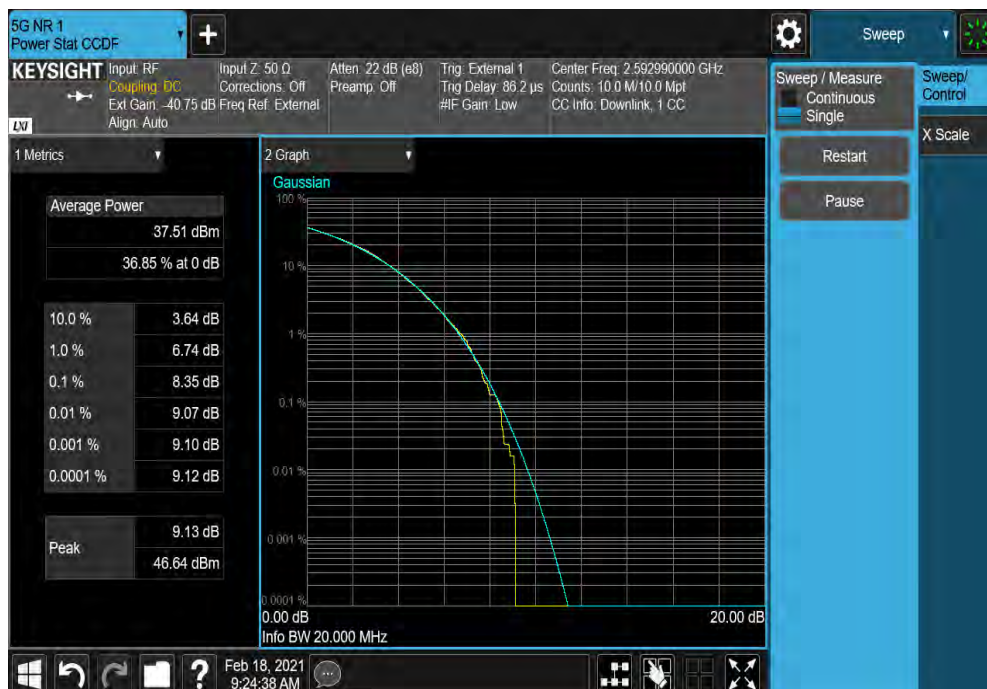 5G NR 1
Power Stat CCDF
+
Sweep
KEYSIGHT
LXI
Input: RF
Coupling: DC
Ext Gain: -40.75 dB
Align: Auto
Input Z: 50 Ω
Corrections: Off
Freq Ref: External
Atten: 22 dB (e8)
Preamp: Off
Trig: External 1
Trig Delay: 86.2 µs
#IF Gain: Low
Center Freq: 2.592990000 GHz
Counts: 10.0 M/10.0 Mpt
CC Info: Downlink, 1 CC
Sweep / Measure
Continuous
Single
Restart
Pause
Sweep/
Control
X Scale
1 Metrics
Average Power
37.51 dBm
36.85 % at 0 dB
10.0 % 3.64 dB
1.0 % 6.74 dB
0.1 % 8.35 dB
0.01 % 9.07 dB
0.001 % 9.10 dB
0.0001 % 9.12 dB
Peak
9.13 dB
46.64 dBm
2 Graph
Gaussian
100 %
10 %
1 %
0.1 %
0.01 %
0.001 %
0.0001 %
0.00 dB
20.00 dB
Info BW 20.000 MHz
?
Feb 18, 2021
9:24:38 AM